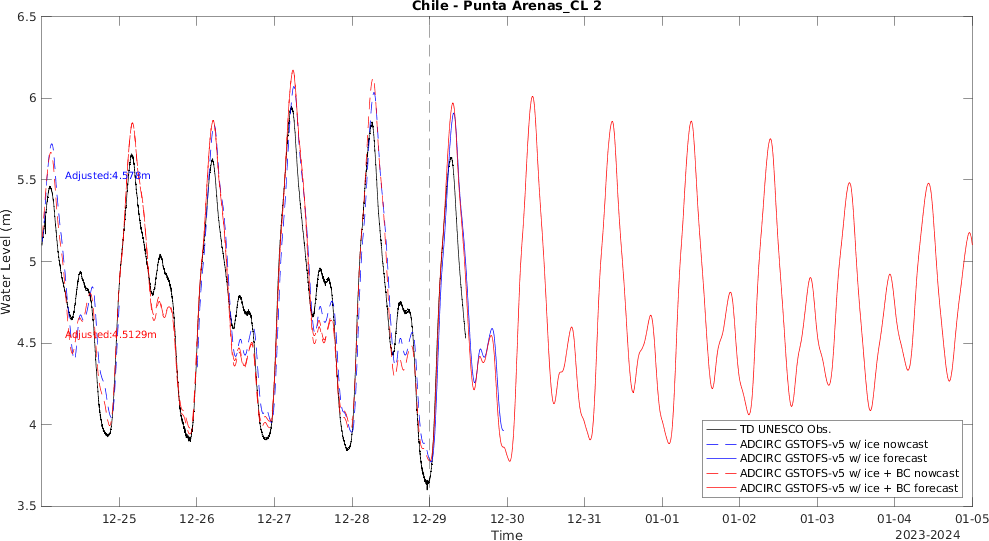 Chile - Punta Arenas_CL 2
6.5
6
5.5
5
4.5
4
3.5
Water Level (m)
Adjusted:4.578m
Adjusted:4.5129m
TD UNESCO Obs.
ADCIRC GSTOFS-v5 w/ ice nowcast
ADCIRC GSTOFS-v5 w/ ice forecast
ADCIRC GSTOFS-v5 w/ ice + BC nowcast
ADCIRC GSTOFS-v5 w/ ice + BC forecast
12-25 12-26 12-27 12-28 12-29 12-30 12-31 01-01 01-02 01-03 01-04 01-05
Time
2023-2024